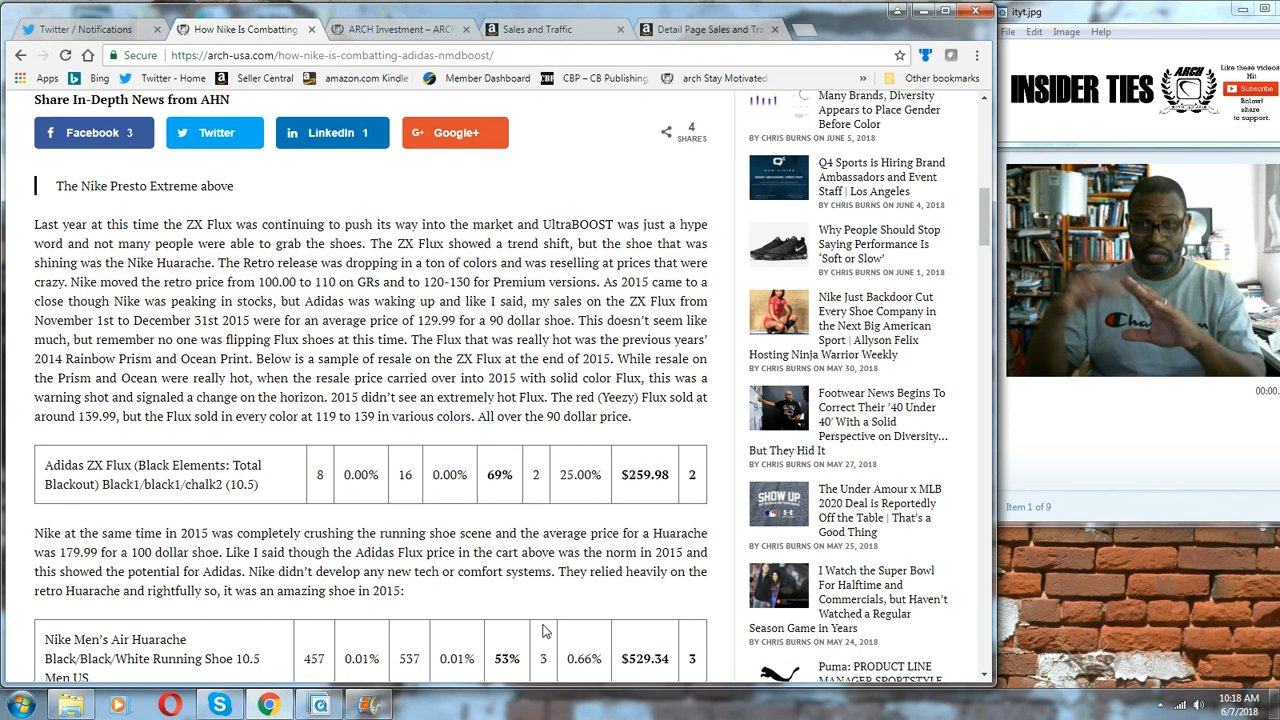 ityt.jpg
Twitter / Notifications
How Nike Is Combatting
ARCH Investment – ARC
Sales and Traffic
Detail Page Sales and Tra
Secure
https://arch-usa.com/how-nike-is-combatting-adidas-nmdboost/
File Edit Image Help
Apps Bing Twitter - Home Seller Central amazon.com Kindle Member Dashboard CBP – CB Publishing arch Stay Motivated » Other bookmarks
INSIDER TIES
ARCH
Like these videos
Hit
Subscribe
Below!
share
to support.
Share In-Depth News from AHN
Facebook 3
Twitter
LinkedIn 1
Google+
4
SHARES
The Nike Presto Extreme above
Last year at this time the ZX Flux was continuing to push its way into the market and UltraBOOST was just a hype
word and not many people were able to grab the shoes. The ZX Flux showed a trend shift, but the shoe that was
shining was the Nike Huarache. The Retro release was dropping in a ton of colors and was reselling at prices that were
crazy. Nike moved the retro price from 100.00 to 110 on GRs and to 120-130 for Premium versions. As 2015 came to a
close though Nike was peaking in stocks, but Adidas was waking up and like I said, my sales on the ZX Flux from
November 1st to December 31st 2015 were for an average price of 129.99 for a 90 dollar shoe. This doesn't seem like
much, but remember no one was flipping Flux shoes at this time. The Flux that was really hot was the previous years'
2014 Rainbow Prism and Ocean Print. Below is a sample of resale on the ZX Flux at the end of 2015. While resale on
the Prism and Ocean were really hot, when the resale price carried over into 2015 with solid color Flux, this was a
warning shot and signaled a change on the horizon. 2015 didn't see an extremely hot Flux. The red (Yeezy) Flux sold at
around 139.99, but the Flux sold in every color at 119 to 139 in various colors. All over the 90 dollar price.
Adidas ZX Flux (Black Elements: Total
Blackout) Black1/black1/chalk2 (10.5)
8 0.00% 16 0.00% 69% 2 25.00% $259.98 2
Nike at the same time in 2015 was completely crushing the running shoe scene and the average price for a Huarache
was 179.99 for a 100 dollar shoe. Like I said though the Adidas Flux price in the cart above was the norm in 2015 and
this showed the potential for Adidas. Nike didn't develop any new tech or comfort systems. They relied heavily on the
retro Huarache and rightfully so, it was an amazing shoe in 2015:
Nike Men's Air Huarache
Black/Black/White Running Shoe 10.5
Men US
457 0.01% 537 0.01% 53% 3 0.66% $529.34 3
Many Brands, Diversity
Appears to Place Gender
Before Color
BY CHRIS BURNS ON JUNE 5, 2018
Q4 Sports is Hiring Brand
Ambassadors and Event
Staff | Los Angeles
BY CHRIS BURNS ON JUNE 4, 2018
Why People Should Stop
Saying Performance Is
'Soft or Slow'
BY CHRIS BURNS ON JUNE 1, 2018
Nike Just Backdoor Cut
Every Shoe Company in
the Next Big American
Sport | Allyson Felix
Hosting Ninja Warrior Weekly
BY CHRIS BURNS ON MAY 30, 2018
Footwear News Begins To
Correct Their '40 Under
40' With a Solid
Perspective on Diversity...
But They Hid It
BY CHRIS BURNS ON MAY 27, 2018
SHOW UP
The Under Amour x MLB
2020 Deal is Reportedly
Off the Table | That's a
Good Thing
BY CHRIS BURNS ON MAY 25, 2018
I Watch the Super Bowl
For Halftime and
Commercials, but Haven't
Watched a Regular
Season Game in Years
BY CHRIS BURNS ON MAY 24, 2018
Puma: PRODUCT LINE
MANAGER SPORTSTYLE
Champ
00:00.
Item 1 of 9
10:18 AM
6/7/2018